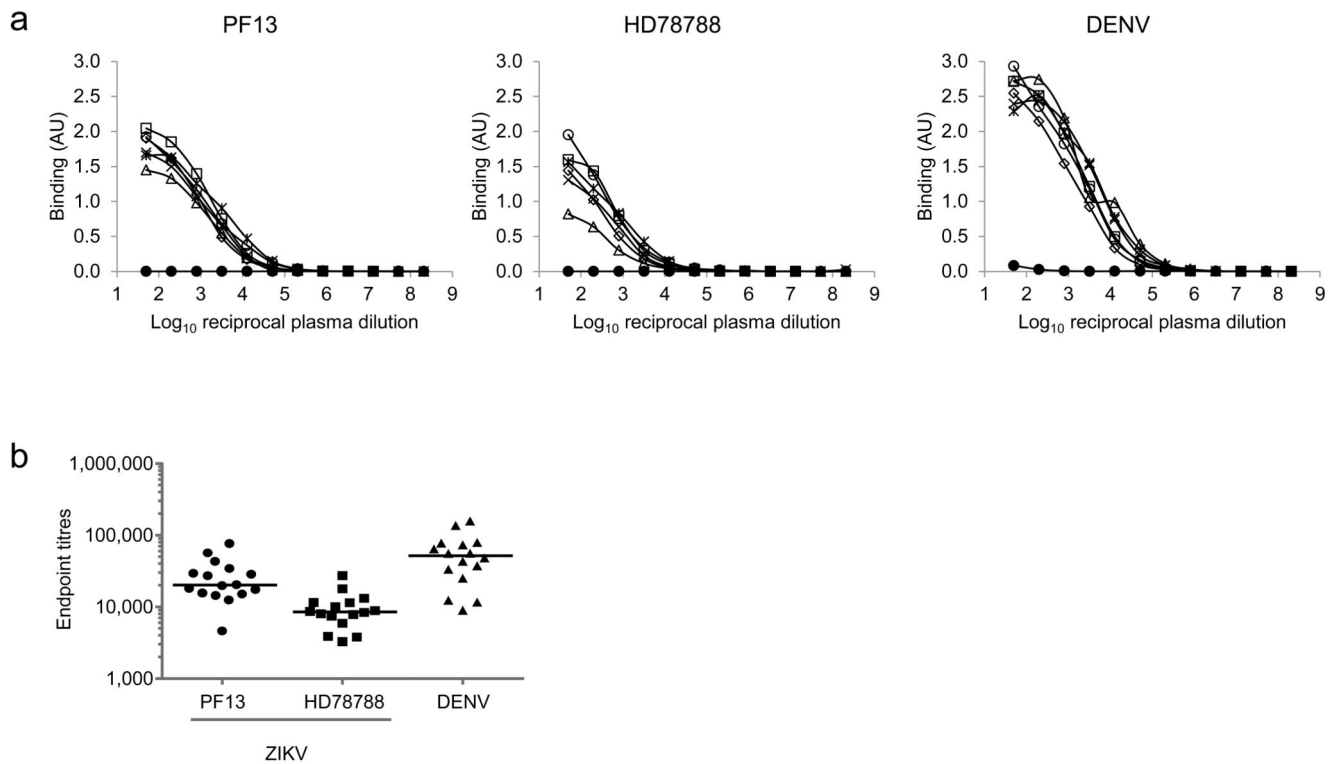 a
PF13
HD78788
DENV
Binding (AU)
3.0
2.5
2.0
1.5
1.0
0.5
0.0
1 2 3 4 5 6 7 8 9
Log10 reciprocal plasma dilution
Binding (AU)
3.0
2.5
2.0
1.5
1.0
0.5
0.0
1 2 3 4 5 6 7 8 9
Log10 reciprocal plasma dilution
Binding (AU)
3.0
2.5
2.0
1.5
1.0
0.5
0.0
1 2 3 4 5 6 7 8 9
Log10 reciprocal plasma dilution
b
Endpoint titres
1,000,000
100,000
10,000
1,000
PF13 HD78788 DENV
ZIKV